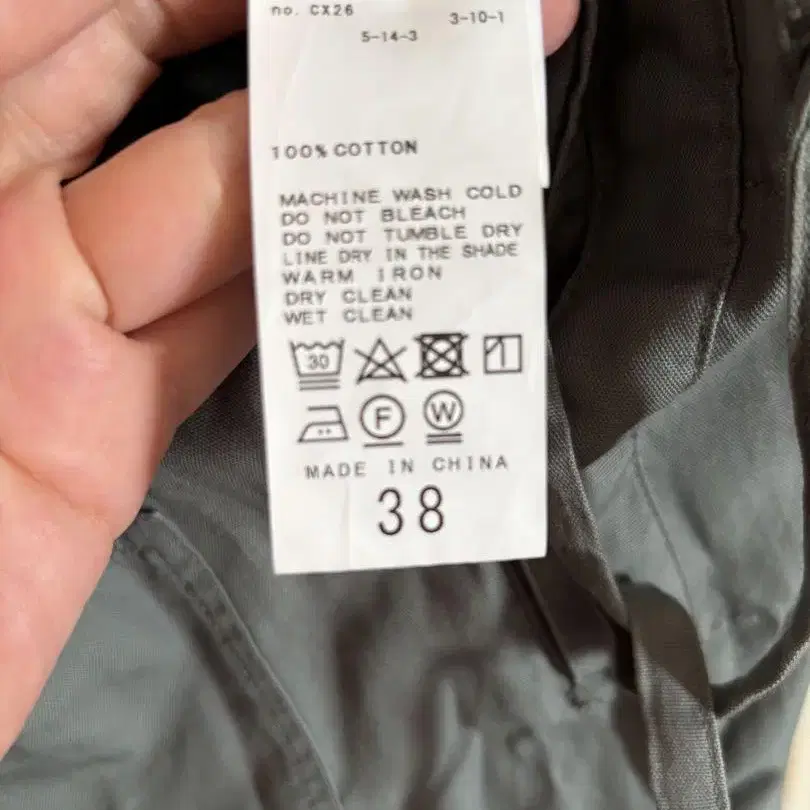 no. CX26
3-10-1
5-14-3
100% COTTON
MACHINE WASH COLD
DO NOT BLEACH
DO NOT TUMBLE DRY
LINE DRY IN THE SHADE
WARM IRON
DRY CLEAN
WET CLEAN
30
F W
MADE IN CHINA
38